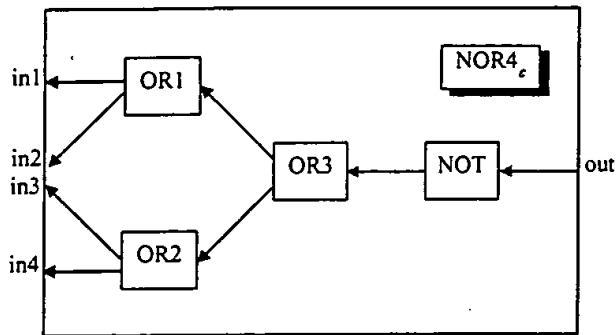 NOR4c
in1
OR1
in2
OR3
NOT
out
in3
OR2
in4